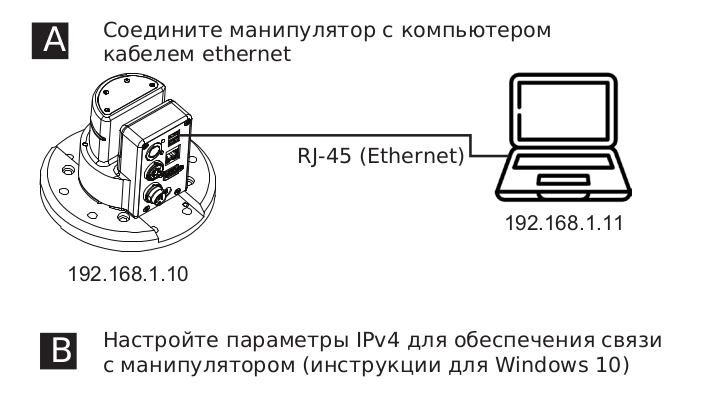 A
Соедините манипулятор с компьютером
кабелем ethernet
RJ-45 (Ethernet)
192.168.1.11
192.168.1.10
B
Настройте параметры IPv4 для обеспечения связи
с манипулятором (инструкции для Windows 10)